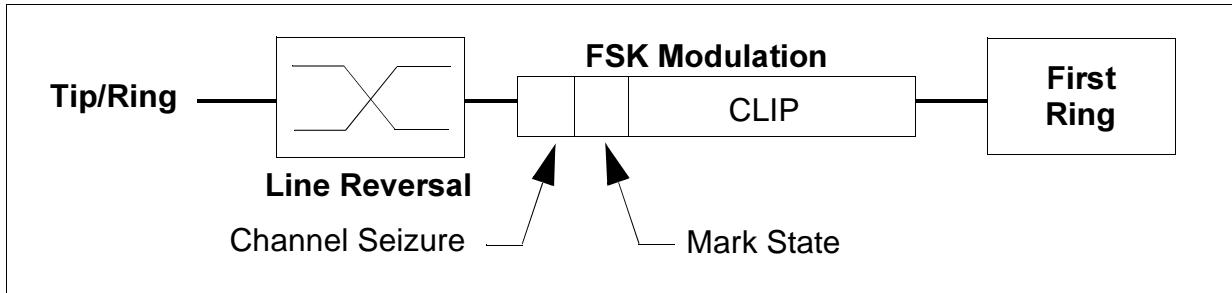 FSK Modulation
First
Ring
Tip/Ring
CLIP
Line Reversal
Channel Seizure
Mark State